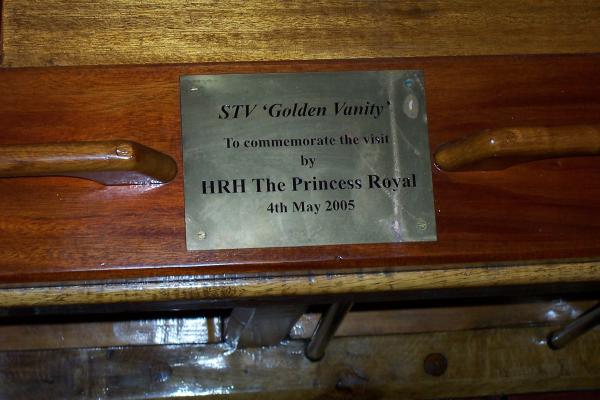 STV ‘Golden Vanity’
To commemorate the visit
by
HRH The Princess Royal
4th May 2005